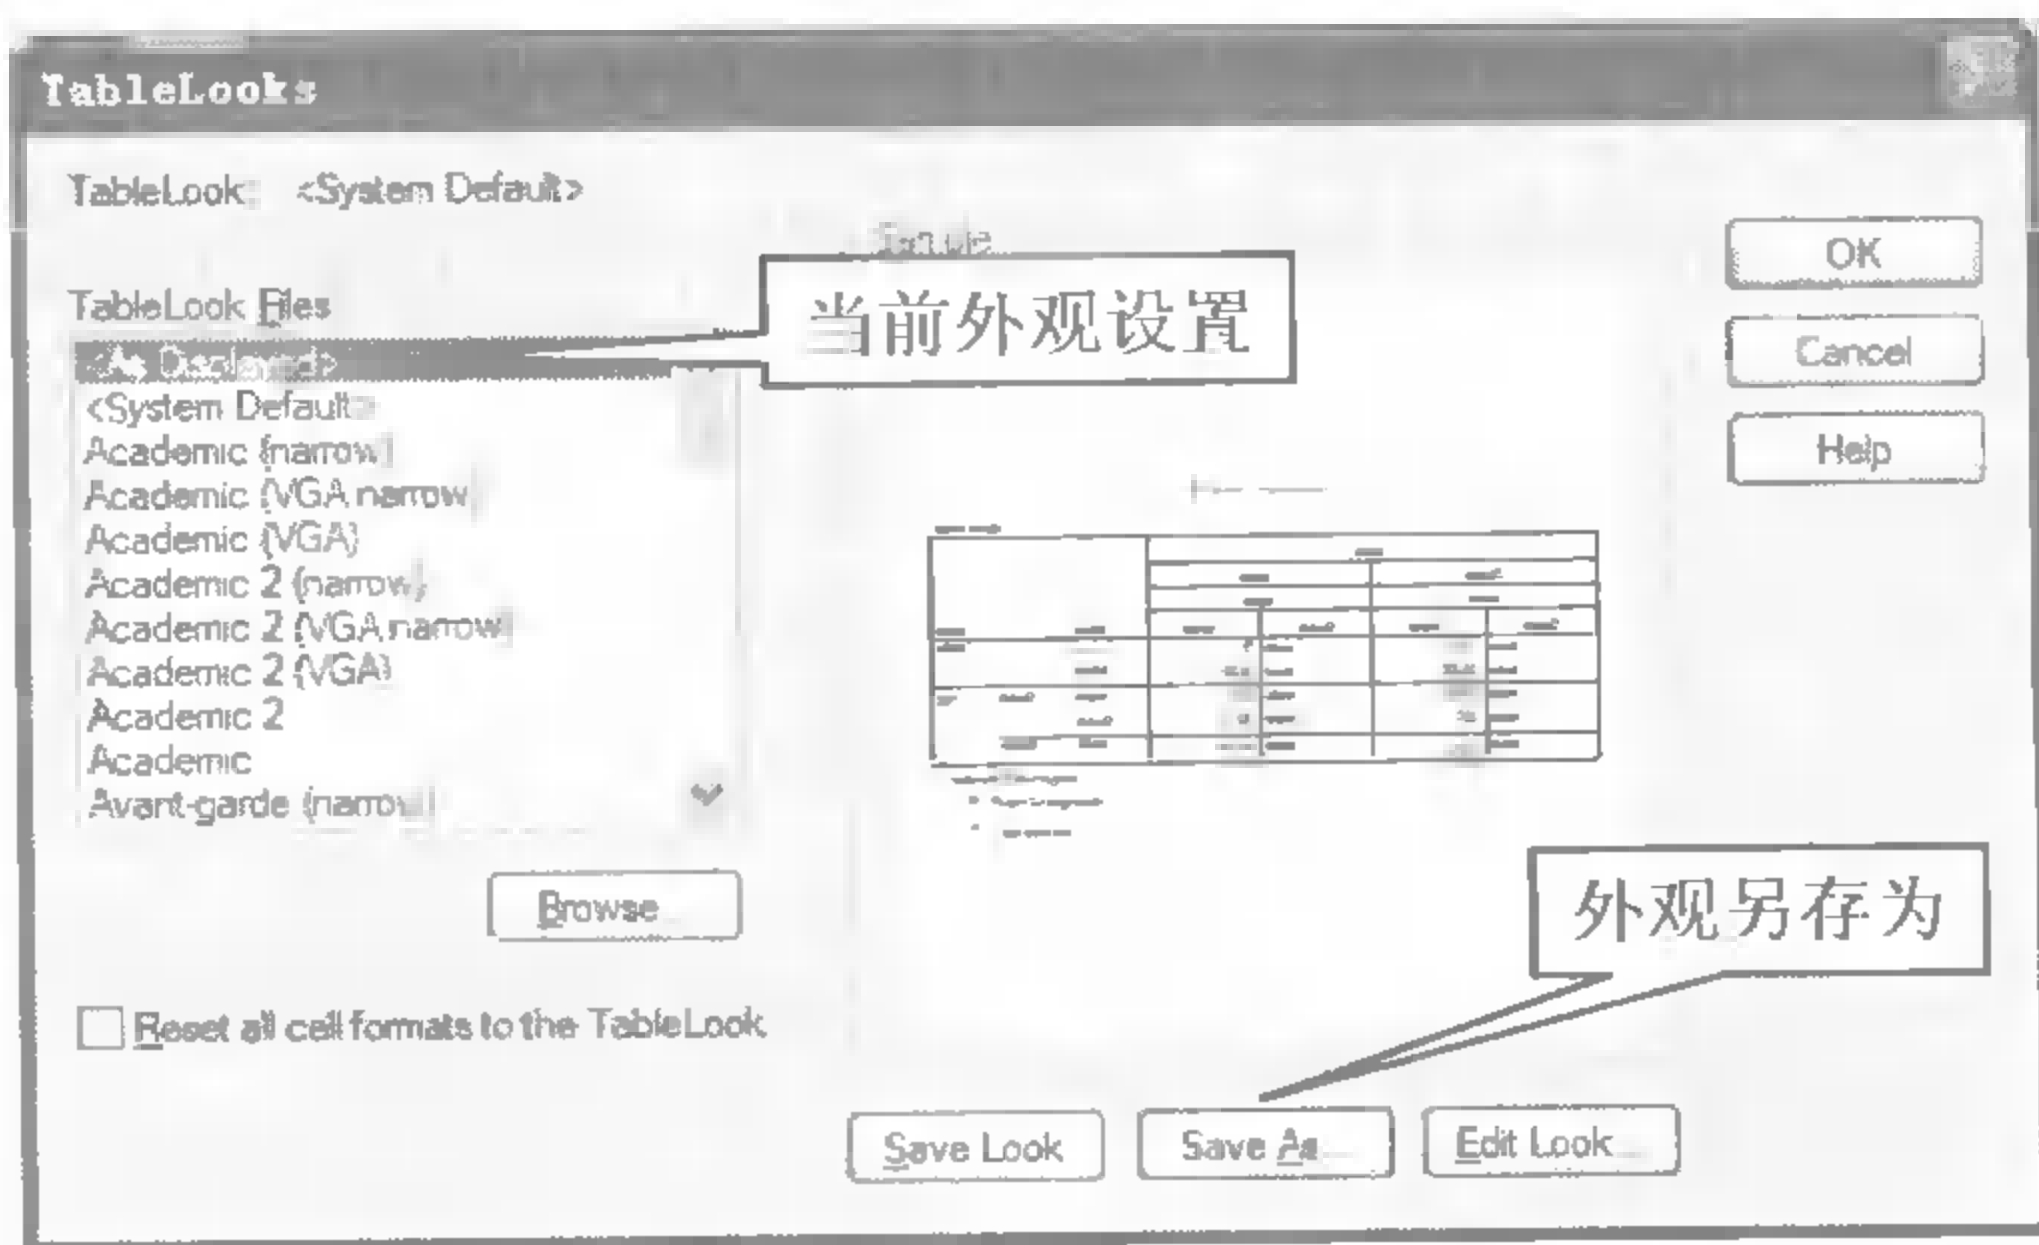 TableLooks
TableLook: <System Default>
Sample
TableLook Files
当前外观设置
<As Displayed>
<System Default>
Academic (narrow)
Academic (VGA narrow)
Academic (VGA)
Academic 2 (narrow)
Academic 2 (VGA narrow)
Academic 2 (VGA)
Academic 2
Academic
Avant-garde (narrow)
OK
Cancel
Help
Browse...
外观另存为
Reset all cell formats to the TableLook
Save Look
Save As...
Edit Look...